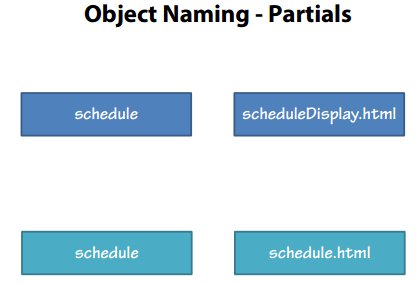 Object Naming - Partials
schedule scheduleDisplay.html
schedule schedule.html